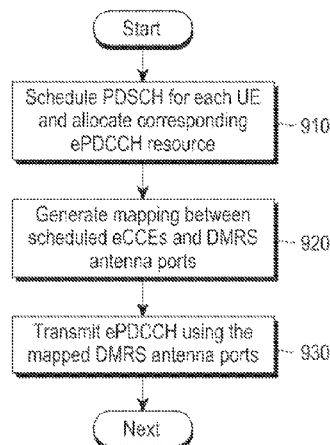 Start
Schedule PDSCH for each UE
and allocate corresponding
ePDCCH resource
910
Generate mapping between
scheduled eCCEs and DMRS
antenna ports
920
Transmit ePDCCH using the
mapped DMRS antenna ports
930
Next